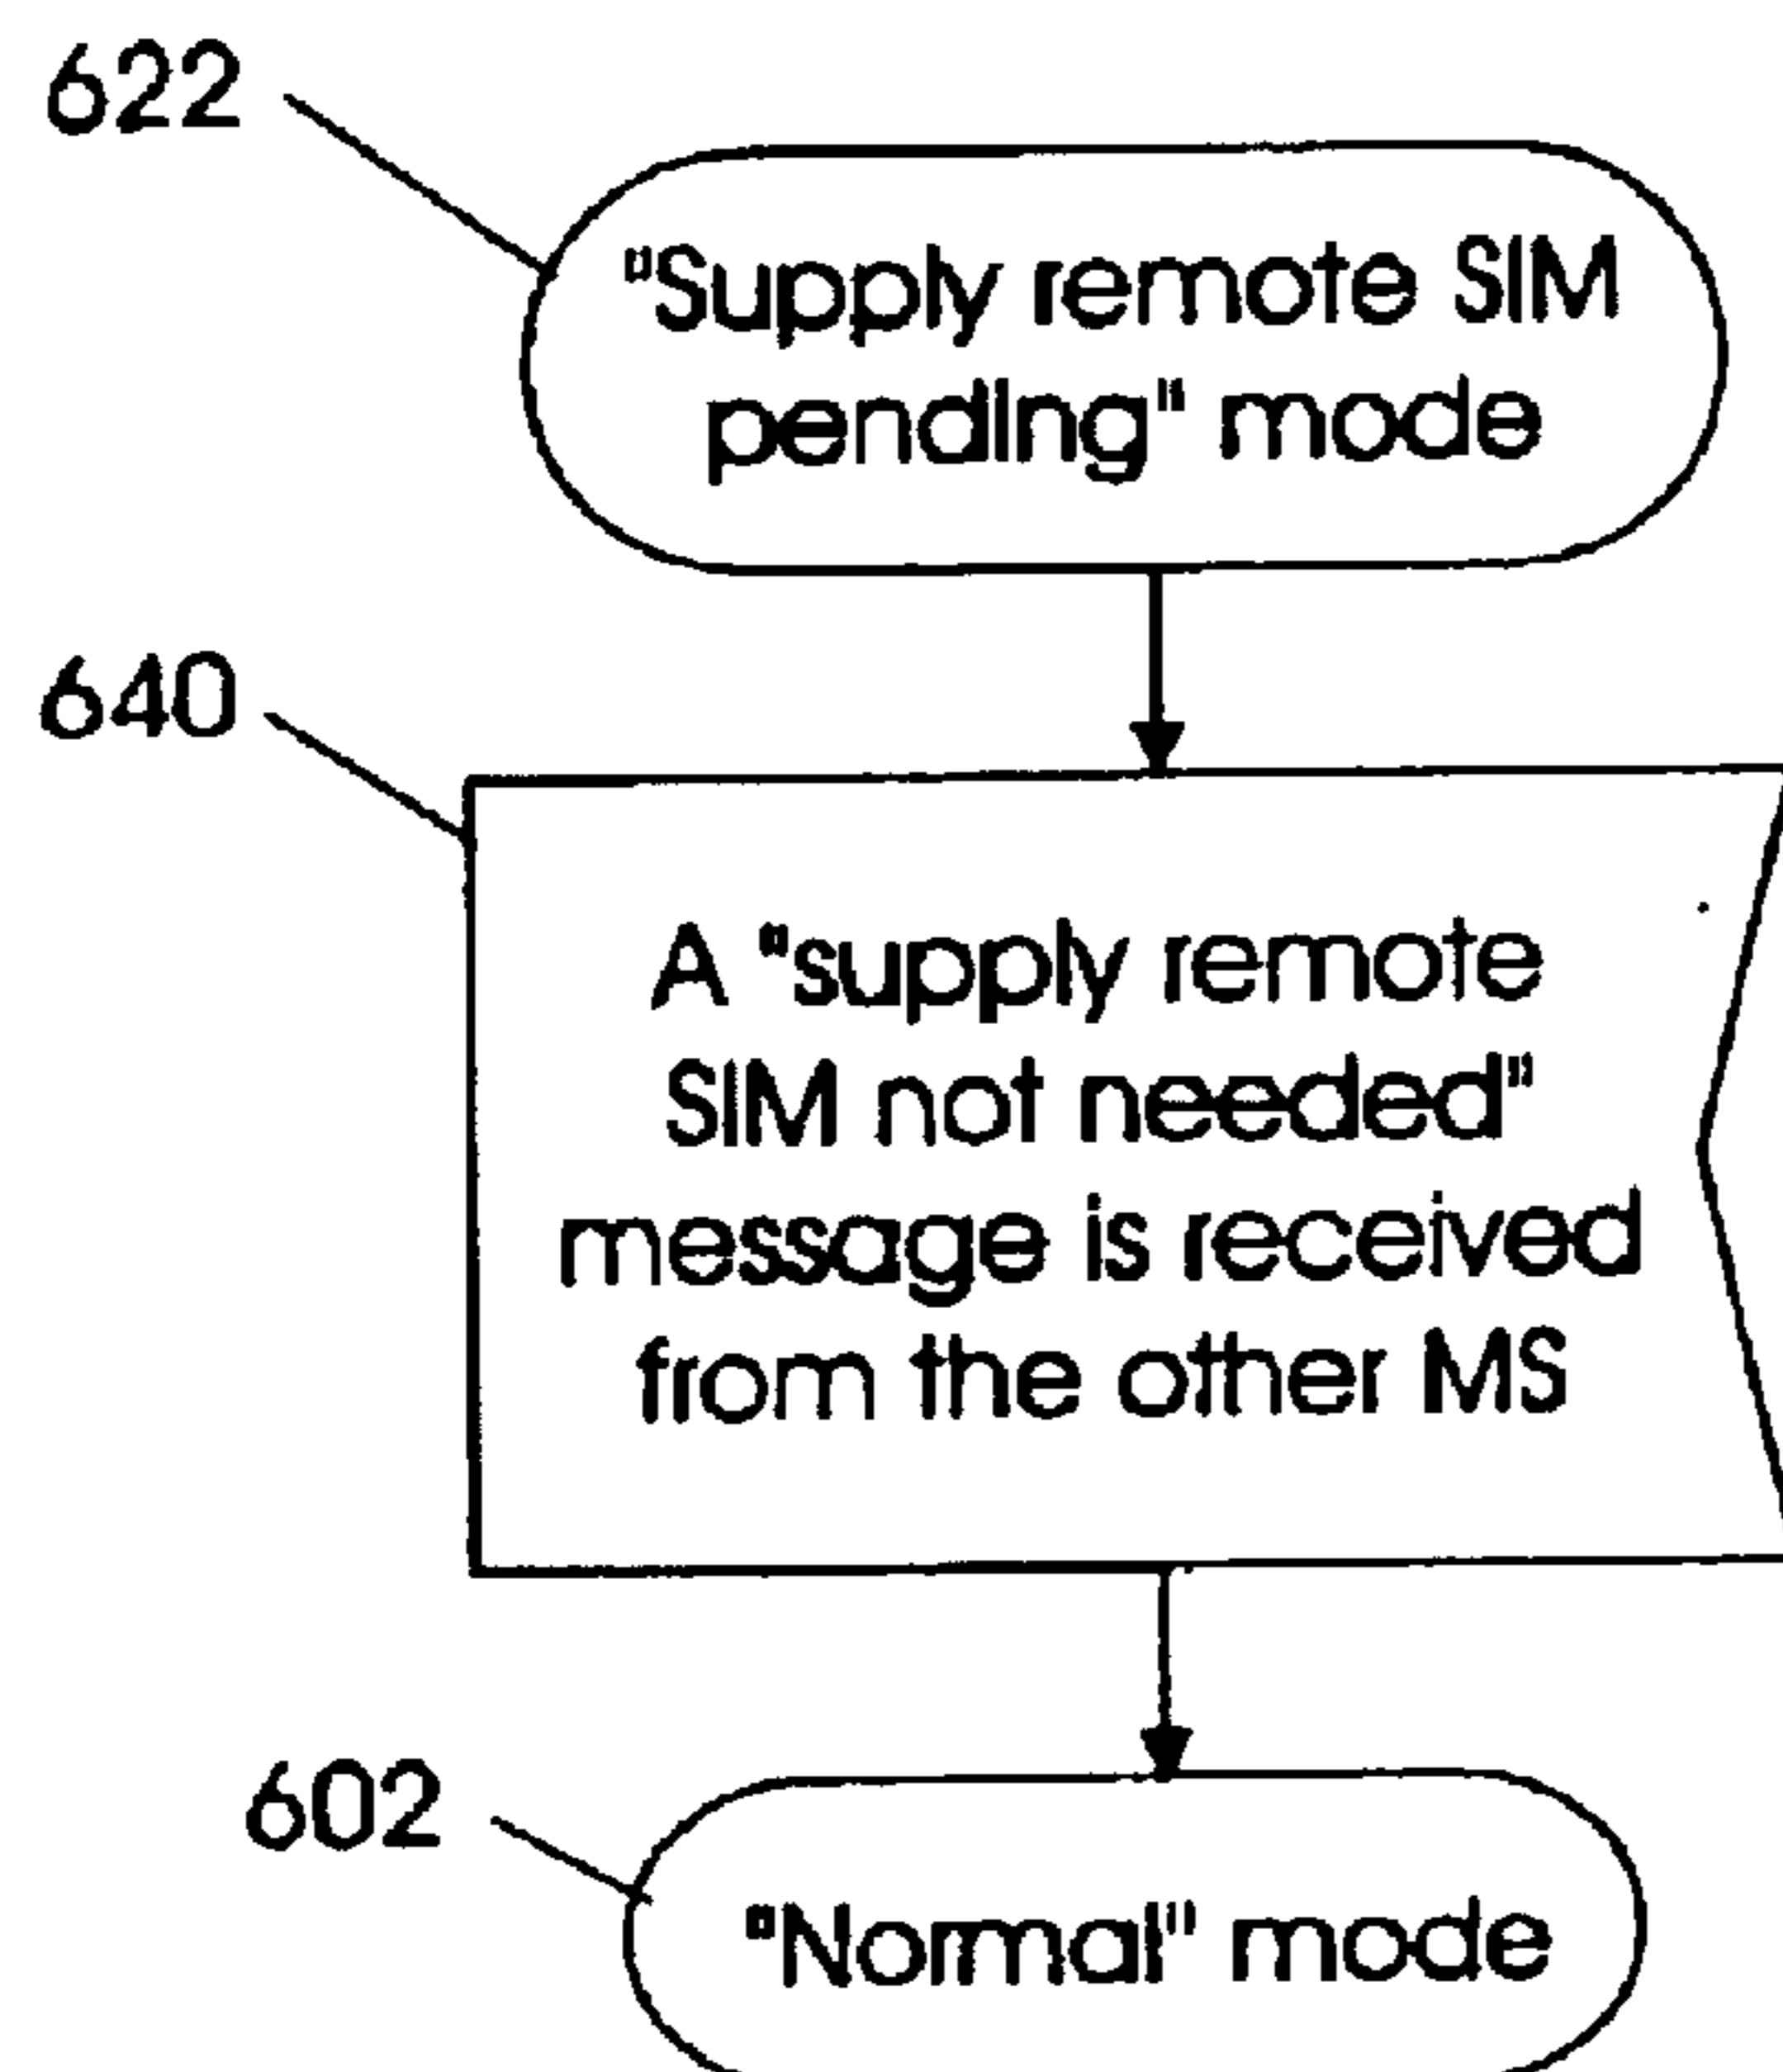 622
"Supply remote SIM
pending" mode
640
A "supply remote
SIM not needed"
message is received
from the other MS
602
"Normal" mode